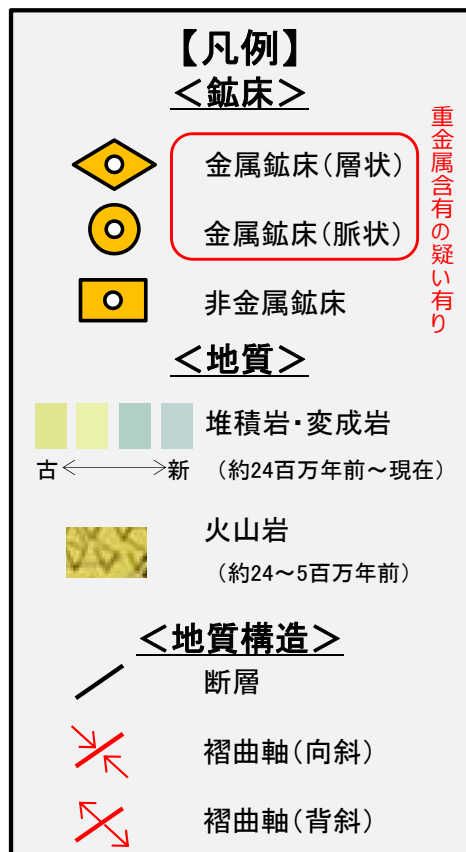 【凡例】
＜鉱床＞
金属鉱床（層状）
金属鉱床（脈状）
重金属含有の疑い有り
非金属鉱床
＜地質＞
堆積岩・変成岩
古 新 （約24百万年前～現在）
火山岩
（約24～5百万年前）
＜地質構造＞
断層
褶曲軸（向斜）
褶曲軸（背斜）